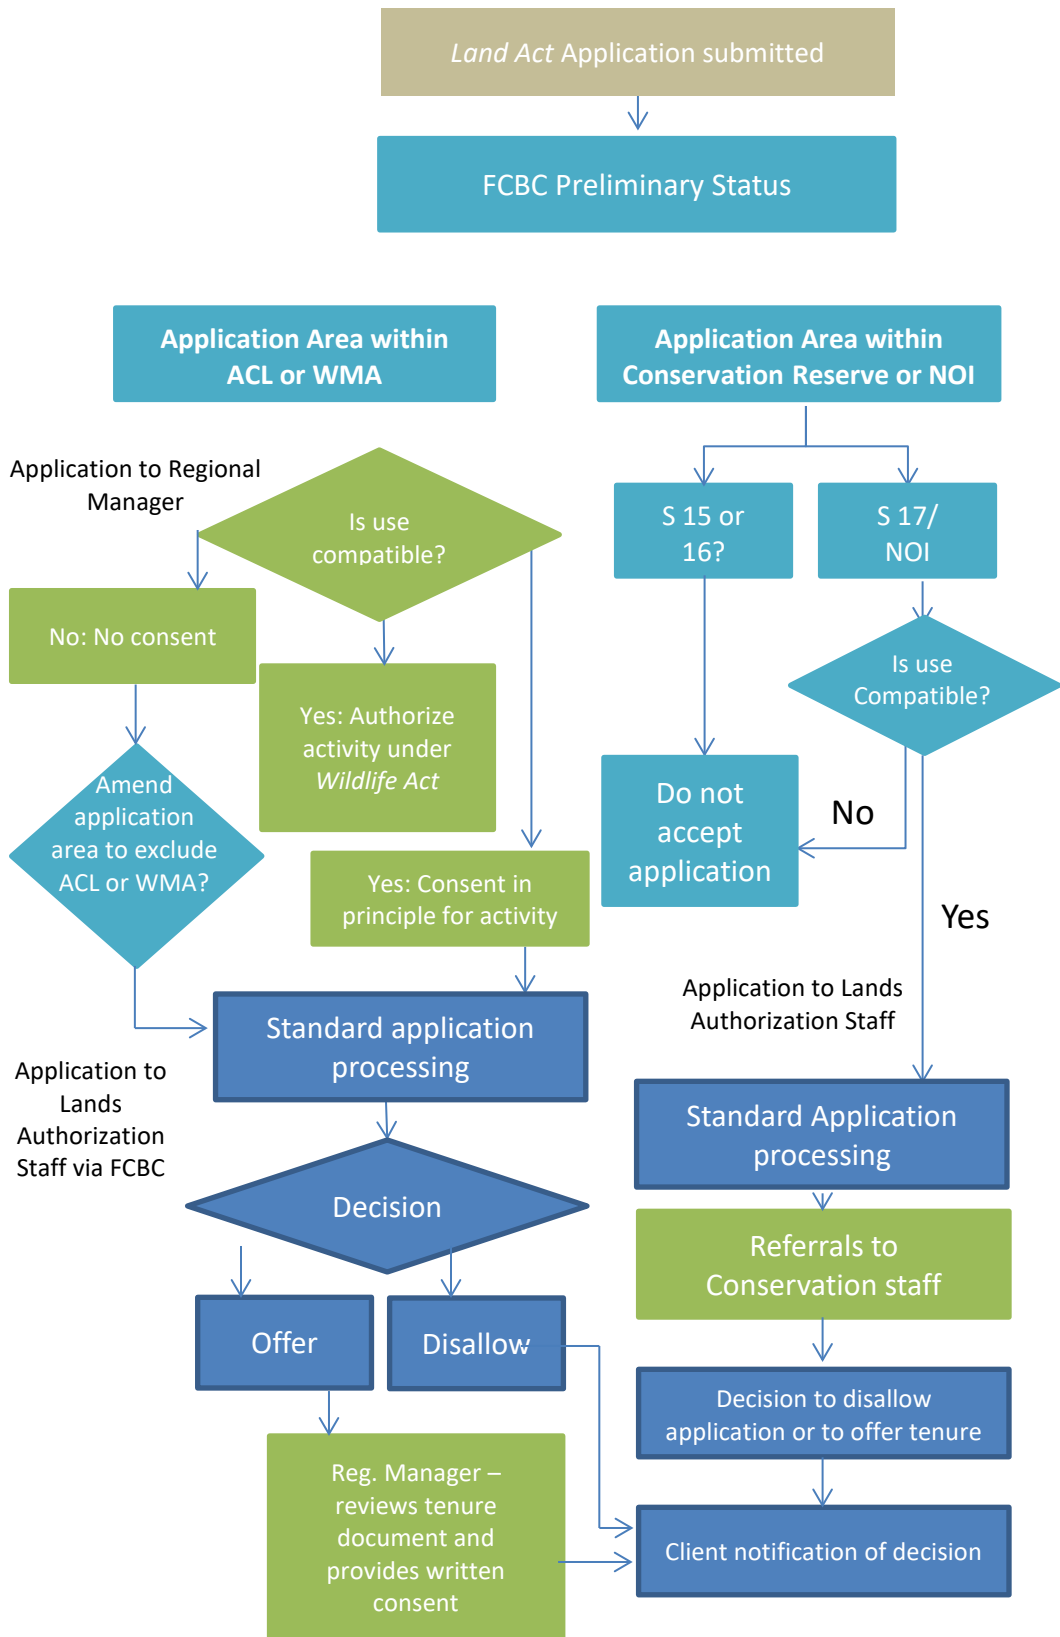 Land Act Application submitted
FCBC Preliminary Status
Application Area within
ACL or WMA
Application Area within
Conservation Reserve or NOI
Application to Regional
Manager
Is use
compatible?
S 15 or
16?
S 17/
NOI
No: No consent
Yes: Authorize
activity under
Wildlife Act
Is use
Compatible?
Amend
application
area to exclude
ACL or WMA?
Do not
accept
application
No
Yes: Consent in
principle for activity
Yes
Application to Lands
Authorization Staff
Standard application
processing
Application to
Lands
Authorization
Staff via FCBC
Standard Application
processing
Decision
Referrals to
Conservation staff
Offer
Disallow
Decision to disallow
application or to offer tenure
Reg. Manager –
reviews tenure
document and
provides written
consent
Client notification of decision